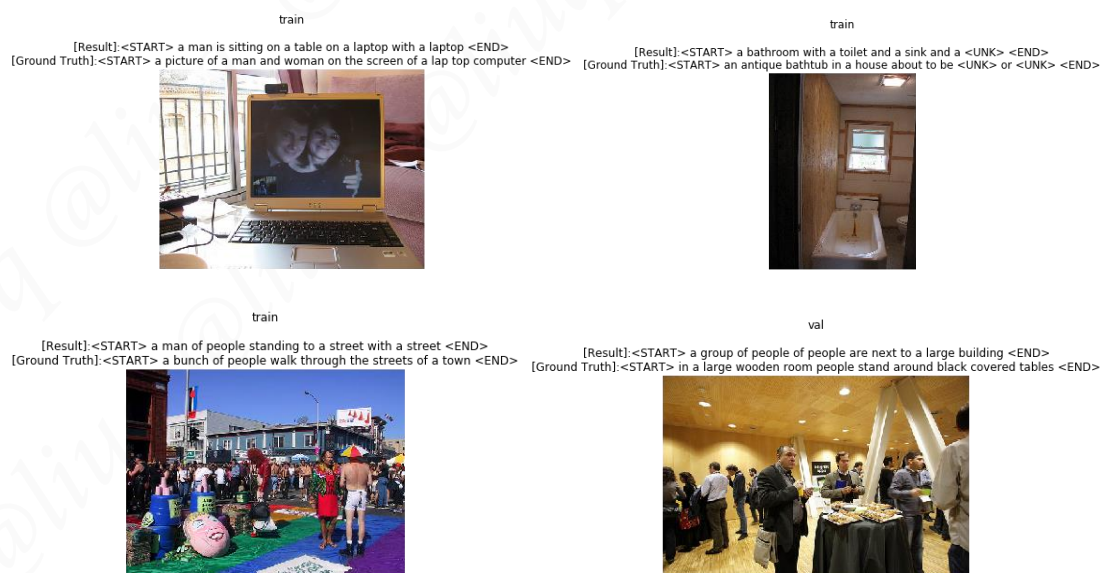 train
[Result]:<START> a man is sitting on a table on a laptop with a laptop <END>
[Ground Truth]:<START> a picture of a man and woman on the screen of a lap top computer <END>
train
[Result]:<START> a bathroom with a toilet and a sink and a <UNK> <END>
[Ground Truth]:<START> an antique bathtub in a house about to be <UNK> or <UNK> <END>
train
[Result]:<START> a man of people standing to a street with a street <END>
[Ground Truth]:<START> a bunch of people walk through the streets of a town <END>
val
[Result]:<START> a group of people of people are next to a large building <END>
[Ground Truth]:<START> in a large wooden room people stand around black covered tables <END>